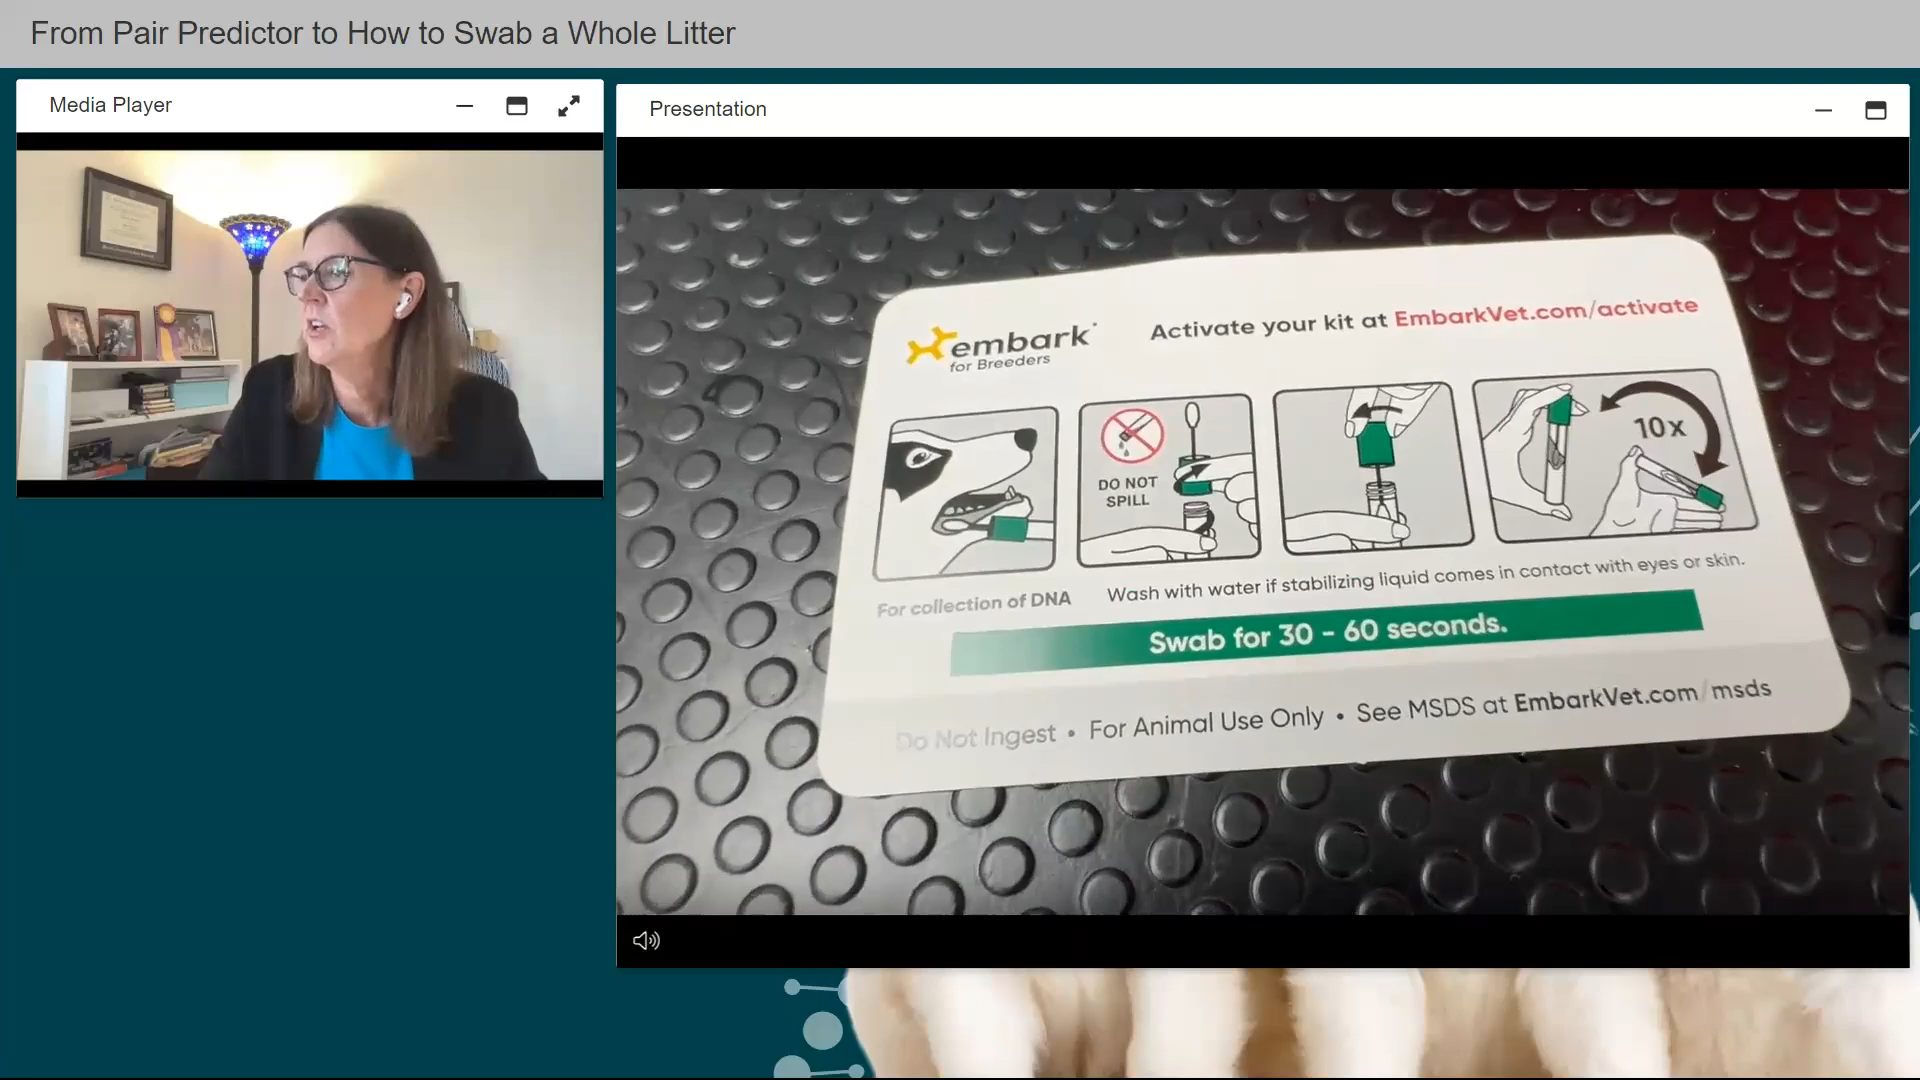 From Pair Predictor to How to Swab a Whole Litter
Media Player
Presentation
embark
for Breeders
Activate your kit at EmbarkVet.com/activate
DO NOT
SPILL
10x
For collection of DNA
Wash with water if stabilizing liquid comes in contact with eyes or skin.
Swab for 30 - 60 seconds.
Do Not Ingest • For Animal Use Only • See MSDS at EmbarkVet.com/msds